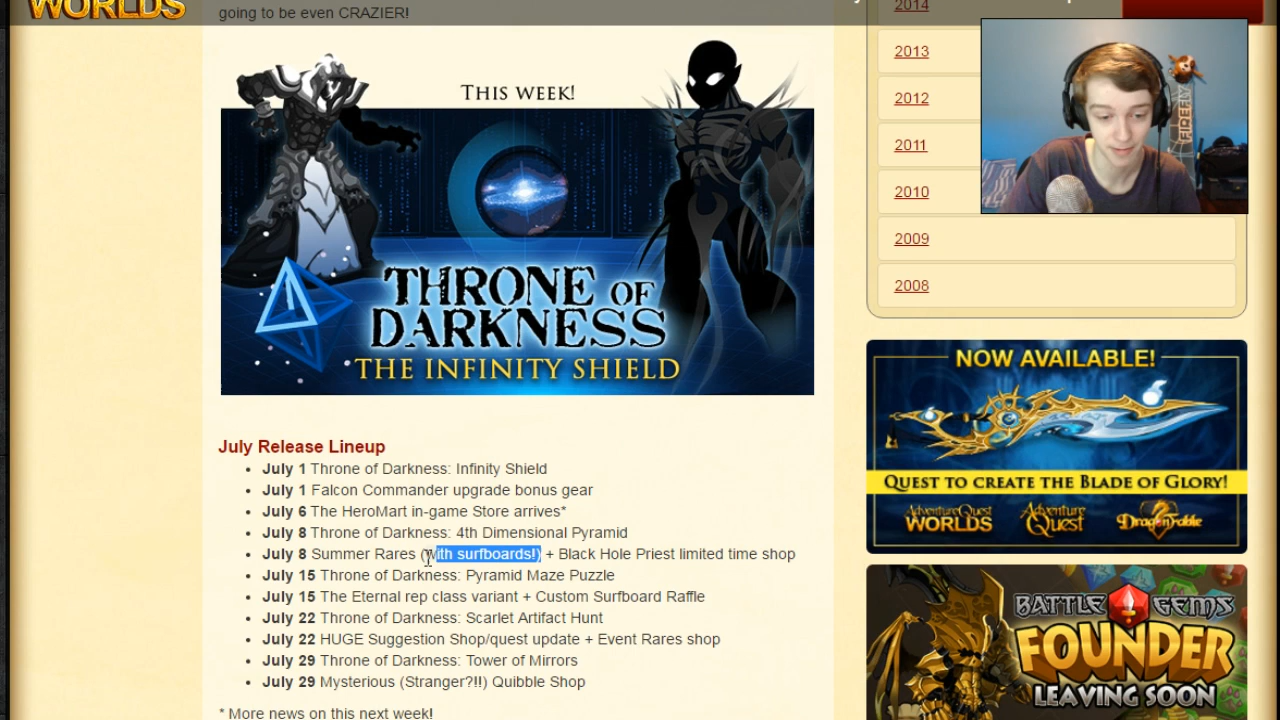 WORLDS
going to be even CRAZIER!
THIS WEEK!
THRONE OF
DARKNESS
THE INFINITY SHIELD
July Release Lineup
July 1 Throne of Darkness: Infinity Shield
July 1 Falcon Commander upgrade bonus gear
July 6 The HeroMart in-game Store arrives*
July 8 Throne of Darkness: 4th Dimensional Pyramid
July 8 Summer Rares (with surfboards!) + Black Hole Priest limited time shop
July 15 Throne of Darkness: Pyramid Maze Puzzle
July 15 The Eternal rep class variant + Custom Surfboard Raffle
July 22 Throne of Darkness: Scarlet Artifact Hunt
July 22 HUGE Suggestion Shop/quest update + Event Rares shop
July 29 Throne of Darkness: Tower of Mirrors
July 29 Mysterious (Stranger?!!) Quibble Shop
* More news on this next week!
2014
2013
2012
2011
2010
2009
2008
FIREFLY
NOW AVAILABLE!
QUEST TO CREATE THE BLADE OF GLORY!
AdventureQuest
WORLDS
AdventureQuest
DragonFable
BATTLE GEMS
FOUNDER
LEAVING SOON